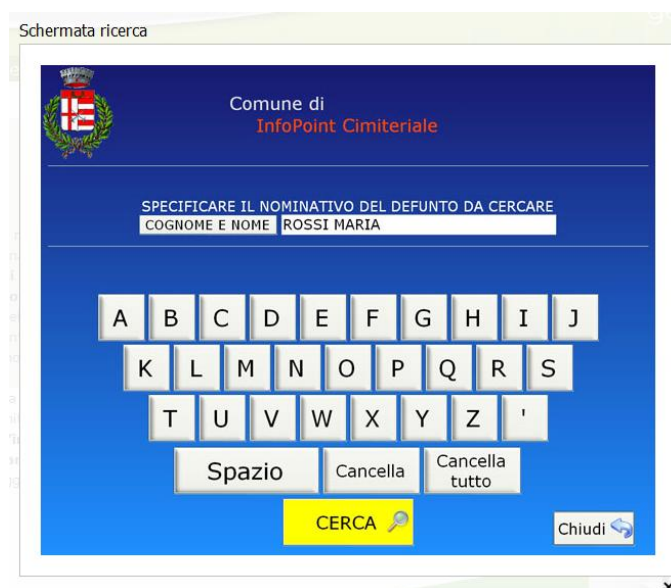 Schermata ricerca
Comune di
InfoPoint Cimiteriale
SPECIFICARE IL NOMINATIVO DEL DEFUNTO DA CERCARE
COGNOME E NOME ROSSI MARIA
A B C D E F G H I J
K L M N O P Q R S
T U V W X Y Z '
Spazio Cancella Cancella tutto
CERCA
Chiudi